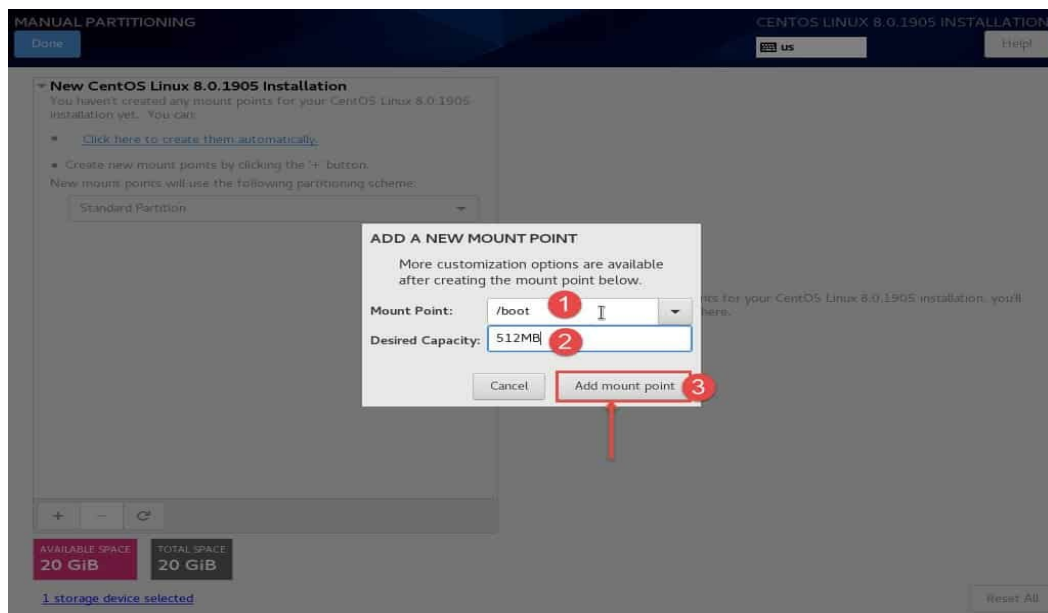 MANUAL PARTITIONING
CENTOS LINUX 8.0.1905 INSTALLATION
Done
us
Help!
New CentOS Linux 8.0.1905 Installation
You haven't created any mount points for your CentOS Linux 8.0.1905
installation yet. You can:
Click here to create them automatically.
Create new mount points by clicking the '+' button.
New mount points will use the following partitioning scheme:
Standard Partition
ADD A NEW MOUNT POINT
More customization options are available
after creating the mount point below.
nts for your CentOS Linux 8.0.1905 installation, you'll
here.
Mount Point: /boot 1
Desired Capacity: 512MB 2
Cancel Add mount point 3
+ −
AVAILABLE SPACE
20 GiB
TOTAL SPACE
20 GiB
1 storage device selected
Reset All